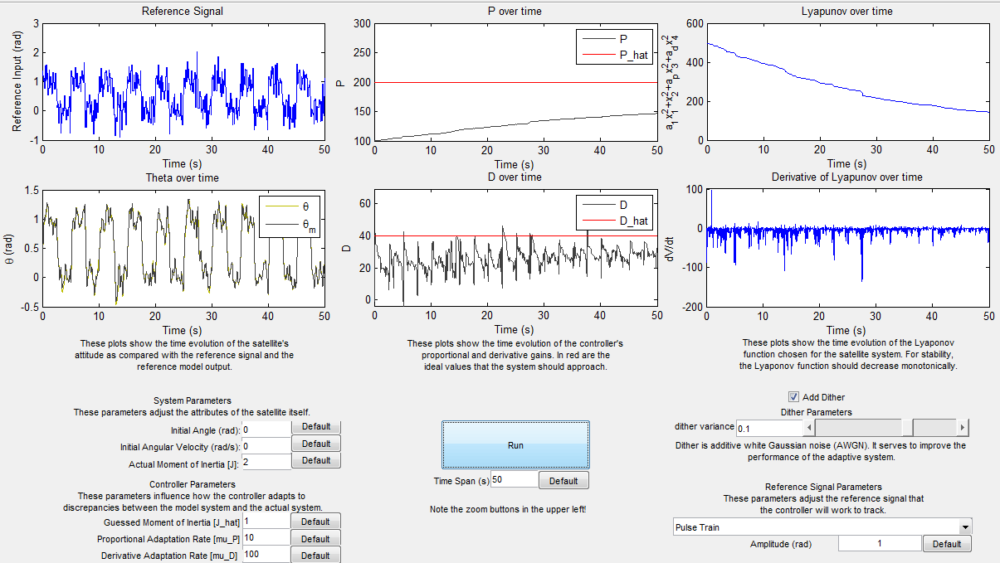 Reference Signal
Reference Input (rad)
3
2
1
0
-1
0 10 20 30 40 50
Time (s)
P over time
P
300
250
200
150
100
P
P_hat
0 10 20 30 40 50
Time (s)
Lyapunov over time
a1x1^2+x2^2+apx3^2+adx4^2
600
400
200
0
0 10 20 30 40 50
Time (s)
Theta over time
θ (rad)
1.5
1
0.5
0
-0.5
θ
θm
0 10 20 30 40 50
Time (s)
These plots show the time evolution of the satellite's
attitude as compared with the reference signal and the
reference model output.
D over time
D
60
40
20
0
D
D_hat
0 10 20 30 40 50
Time (s)
These plots show the time evolution of the controller's
proportional and derivative gains. In red are the
ideal values that the system should approach.
Derivative of Lyapunov over time
dV/dt
100
0
-100
-200
0 10 20 30 40 50
Time (s)
These plots show the time evolution of the Lyaponov
function chosen for the satellite system. For stability,
the Lyaponov function should decrease monotonically.
System Parameters
These parameters adjust the attributes of the satellite itself.
Initial Angle (rad): 0 Default
Initial Angular Velocity (rad/s): 0 Default
Actual Moment of Inertia [J]: 2 Default
Controller Parameters
These parameters influence how the controller adapts to
discrepancies between the model system and the actual system.
Guessed Moment of Inertia [J_hat] 1 Default
Proportional Adaptation Rate [mu_P] 10 Default
Derivative Adaptation Rate [mu_D] 100 Default
Run
Time Span (s) 50 Default
Note the zoom buttons in the upper left!
Add Dither
Dither Parameters
dither variance 0.1
Dither is additive white Gaussian noise (AWGN). It serves to improve the
performance of the adaptive system.
Reference Signal Parameters
These parameters adjust the reference signal that
the controller will work to track.
Pulse Train
Amplitude (rad) 1 Default